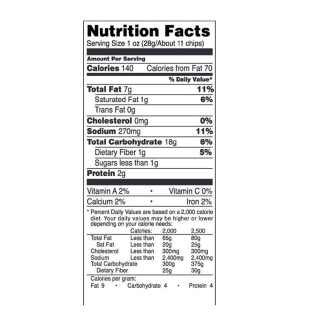 Nutrition Facts
Serving Size 1 oz (28g/About 11 chips)
Amount Per Serving
Calories 140 Calories from Fat 70
% Daily Value*
Total Fat 7g 11%
Saturated Fat 1g 6%
Trans Fat 0g
Cholesterol 0mg 0%
Sodium 270mg 11%
Total Carbohydrate 18g 6%
Dietary Fiber 1g 5%
Sugars less than 1g
Protein 2g
Vitamin A 2% • Vitamin C 0%
Calcium 2% • Iron 2%
* Percent Daily Values are based on a 2,000 calorie
diet. Your daily values may be higher or lower
depending on your calorie needs:
Calories: 2,000 2,500
Total Fat Less than 65g 80g
Sat Fat Less than 20g 25g
Cholesterol Less than 300mg 300mg
Sodium Less than 2,400mg 2,400mg
Total Carbohydrate 300g 375g
Dietary Fiber 25g 30g
Calories per gram:
Fat 9 • Carbohydrate 4 • Protein 4